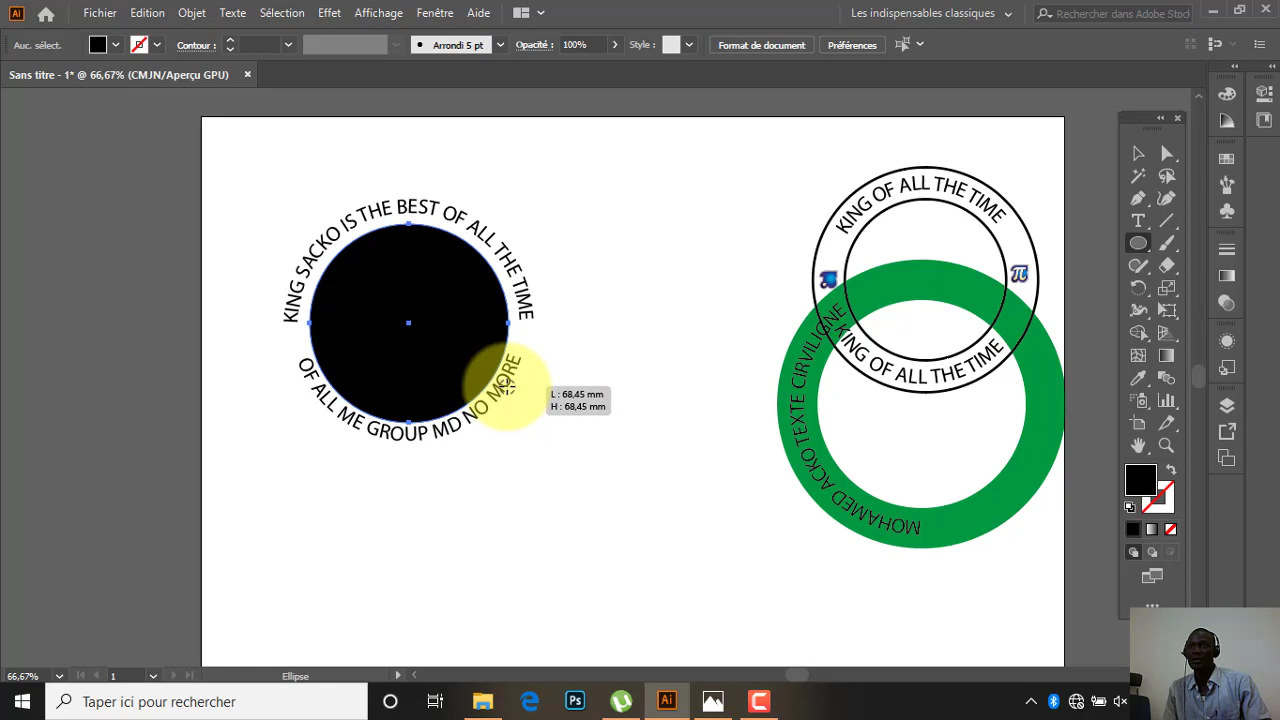 Ai Fichier Edition Objet Texte Sélection Effet Affichage Fenêtre Aide Les indispensables classiques Rechercher dans Adobe Stock
Auc. sélect. Contour : Arrondi 5 pt Opacité : 100% Style : Format de document Préférences
Sans titre - 1* @ 66,67% (CMJN/Aperçu GPU)
KING SACKO IS THE BEST OF ALL THE TIME
OF ALL ME GROUP MD NO MORE
L : 68,45 mm
H : 68,45 mm
KING OF ALL THE TIME
π
KING OF ALL THE TIME
MOHAMED ACKO TEXTE CIRVILIGNE
66,67% 1 Ellipse
Taper ici pour rechercher
Ps Ai